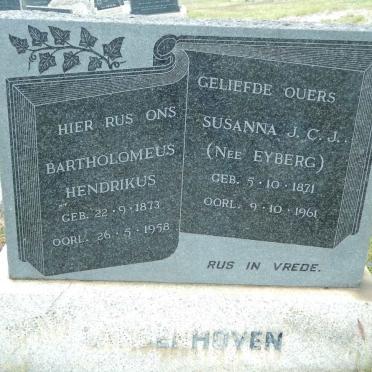 HIER RUS ONS
BARTHOLOMEUS
HENDRIKUS
GEB. 22·9·1873
OORL. 26·5·1958
GELIEFDE OUERS
SUSANNA J.C.J.
(NEE EYBERG)
GEB. 5·10·1871
OORL. 9·10·1961
RUS IN VREDE.